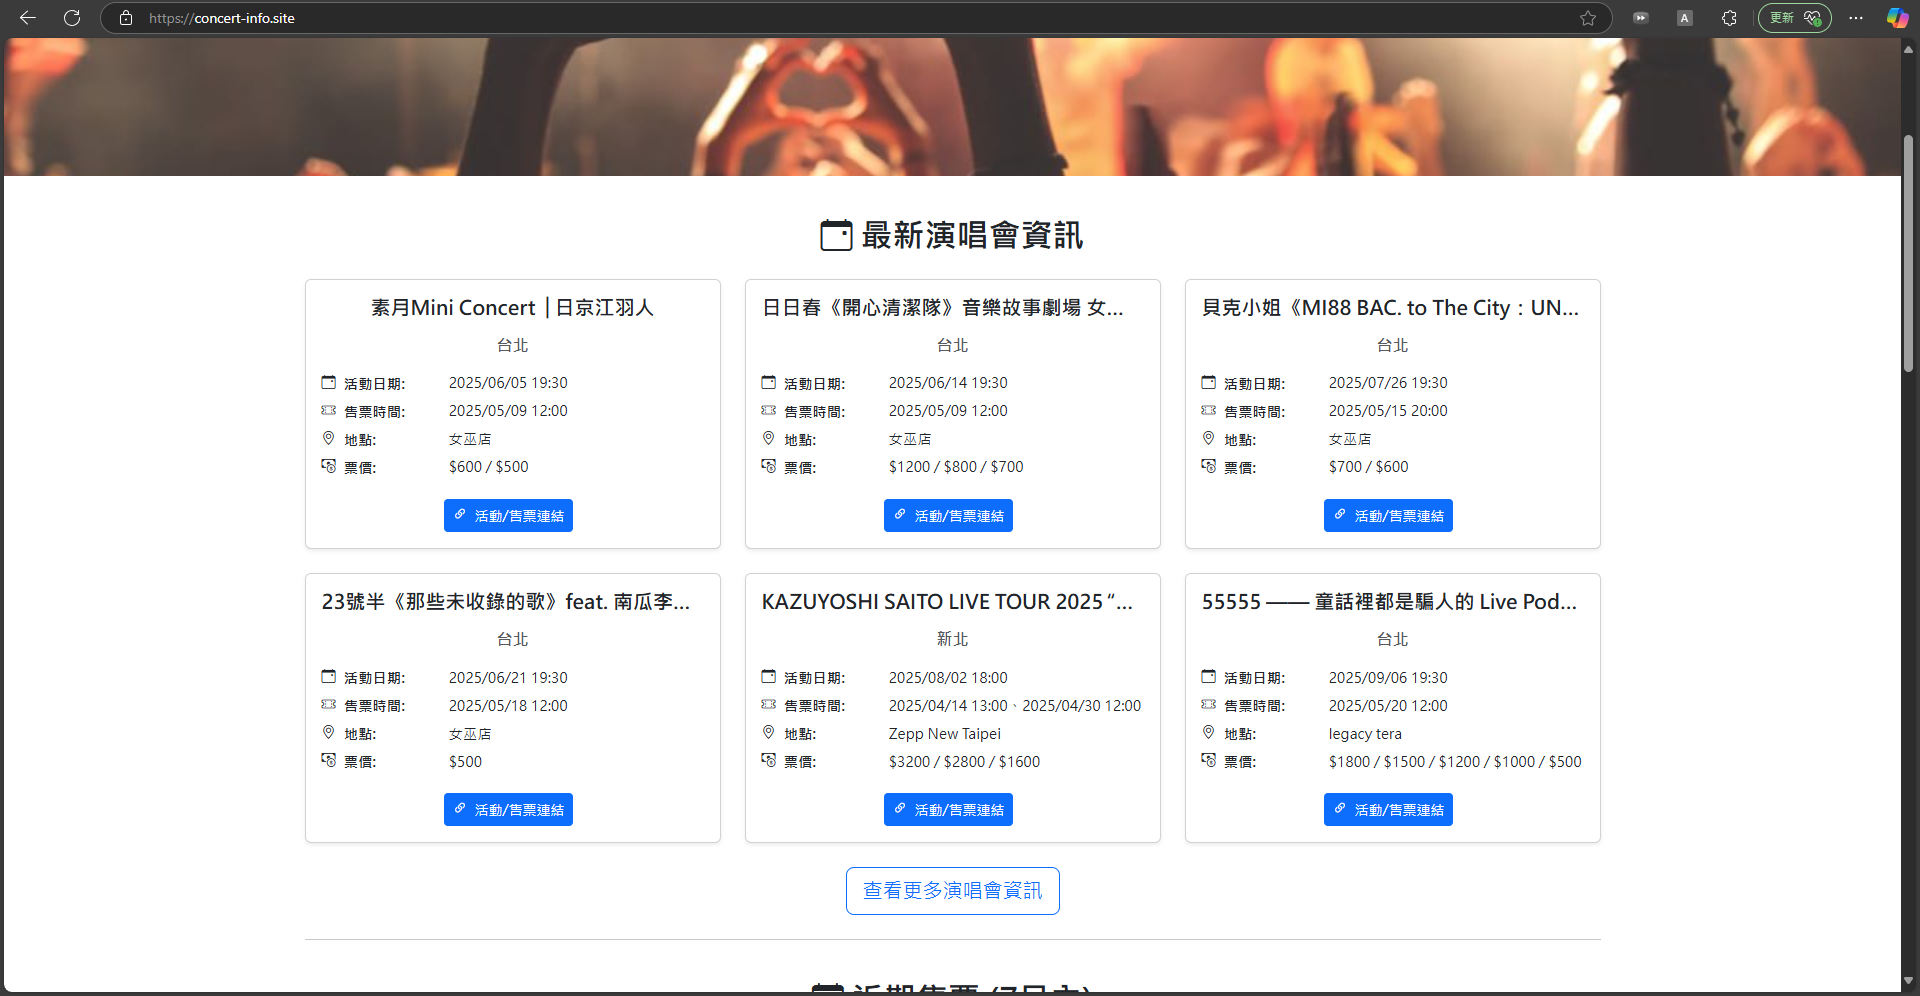 https://concert-info.site
A
更新
最新演唱會資訊
素月Mini Concert | 日京江羽人
台北
活動日期: 2025/06/05 19:30
售票時間: 2025/05/09 12:00
地點: 女巫店
票價: $600 / $500
活動/售票連結
日日春《開心清潔隊》音樂故事劇場 女...
台北
活動日期: 2025/06/14 19:30
售票時間: 2025/05/09 12:00
地點: 女巫店
票價: $1200 / $800 / $700
活動/售票連結
貝克小姐《MI88 BAC. to The City：UN...
台北
活動日期: 2025/07/26 19:30
售票時間: 2025/05/15 20:00
地點: 女巫店
票價: $700 / $600
活動/售票連結
23號半《那些未收錄的歌》feat. 南瓜李...
台北
活動日期: 2025/06/21 19:30
售票時間: 2025/05/18 12:00
地點: 女巫店
票價: $500
活動/售票連結
KAZUYOSHI SAITO LIVE TOUR 2025 “...
新北
活動日期: 2025/08/02 18:00
售票時間: 2025/04/14 13:00、2025/04/30 12:00
地點: Zepp New Taipei
票價: $3200 / $2800 / $1600
活動/售票連結
55555 —— 童話裡都是騙人的 Live Pod...
台北
活動日期: 2025/09/06 19:30
售票時間: 2025/05/20 12:00
地點: legacy tera
票價: $1800 / $1500 / $1200 / $1000 / $500
活動/售票連結
查看更多演唱會資訊
近期售票 (7日內)